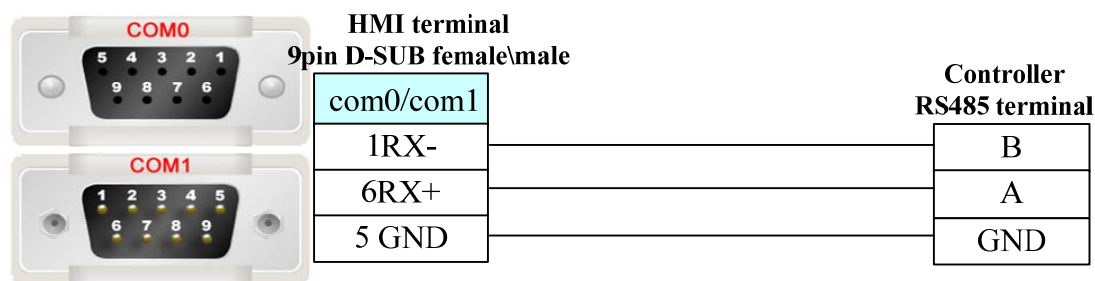 COM0
5 4 3 2 1
9 8 7 6
COM1
1 2 3 4 5
6 7 8 9
HMI terminal
9pin D-SUB female\male
com0/com1
1RX-
6RX+
5 GND
Controller
RS485 terminal
B
A
GND